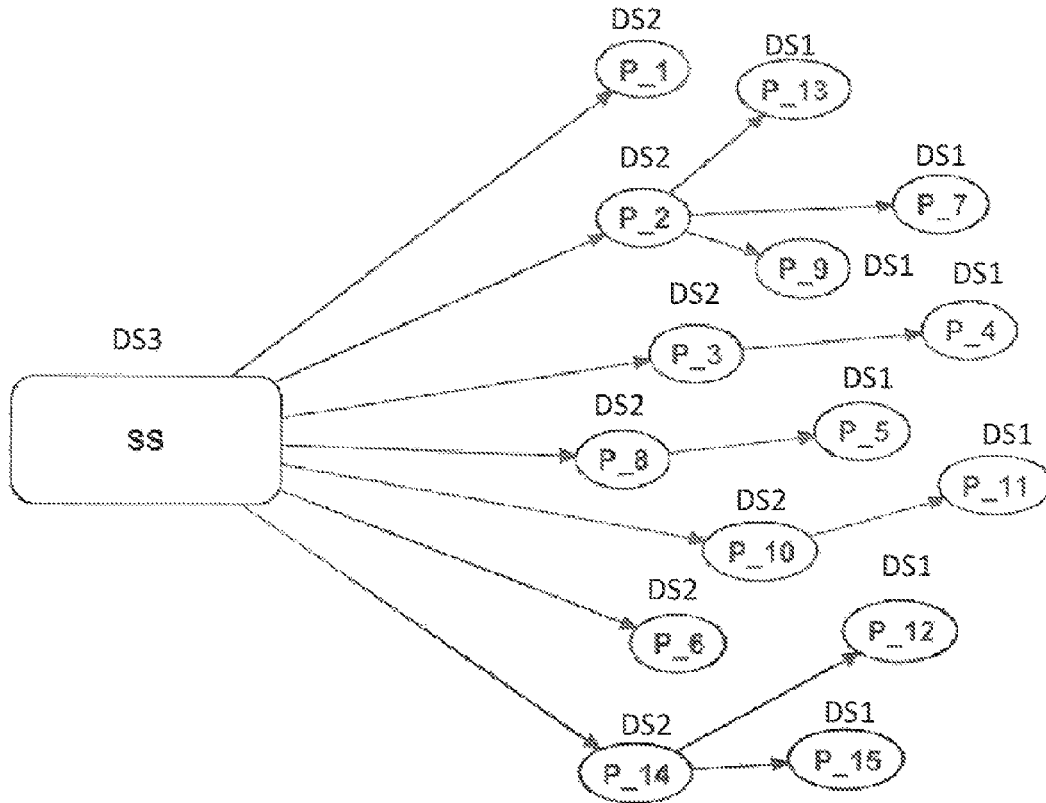 DS2
P_1
DS1
P_13
DS2
P_2
DS1
P_7
P_9
DS1
DS2
P_3
DS1
P_4
DS3
SS
DS2
P_8
DS1
P_5
DS1
P_11
DS2
P_10
DS1
P_12
DS2
P_6
DS2
P_14
DS1
P_15